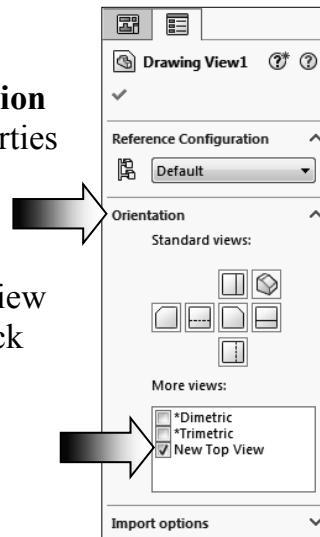 ion
rties
iew
ck
Drawing View1
Reference Configuration
Default
Orientation
Standard views:
More views:
*Dimetric
*Trimetric
New Top View
Import options